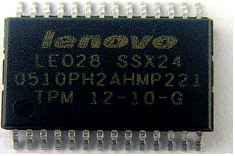 lenovo
LE028 SSX24
0510PH2AHMP221
TPM 12-10-G